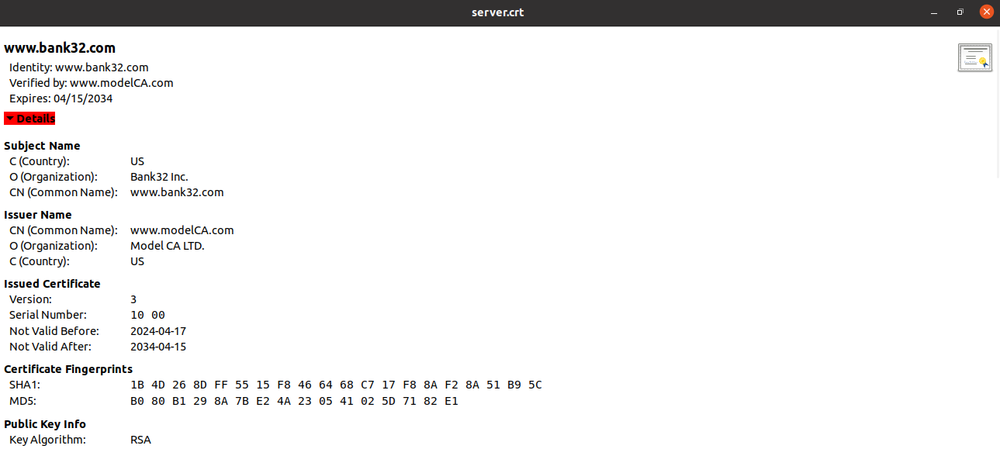 server.crt
www.bank32.com
Identity: www.bank32.com
Verified by: www.modelCA.com
Expires: 04/15/2034
Details
Subject Name
C (Country): US
O (Organization): Bank32 Inc.
CN (Common Name): www.bank32.com
Issuer Name
CN (Common Name): www.modelCA.com
O (Organization): Model CA LTD.
C (Country): US
Issued Certificate
Version: 3
Serial Number: 10 00
Not Valid Before: 2024-04-17
Not Valid After: 2034-04-15
Certificate Fingerprints
SHA1: 1B 4D 26 8D FF 55 15 F8 46 64 68 C7 17 F8 8A F2 8A 51 B9 5C
MD5: B0 80 B1 29 8A 7B E2 4A 23 05 41 02 5D 71 82 E1
Public Key Info
Key Algorithm: RSA